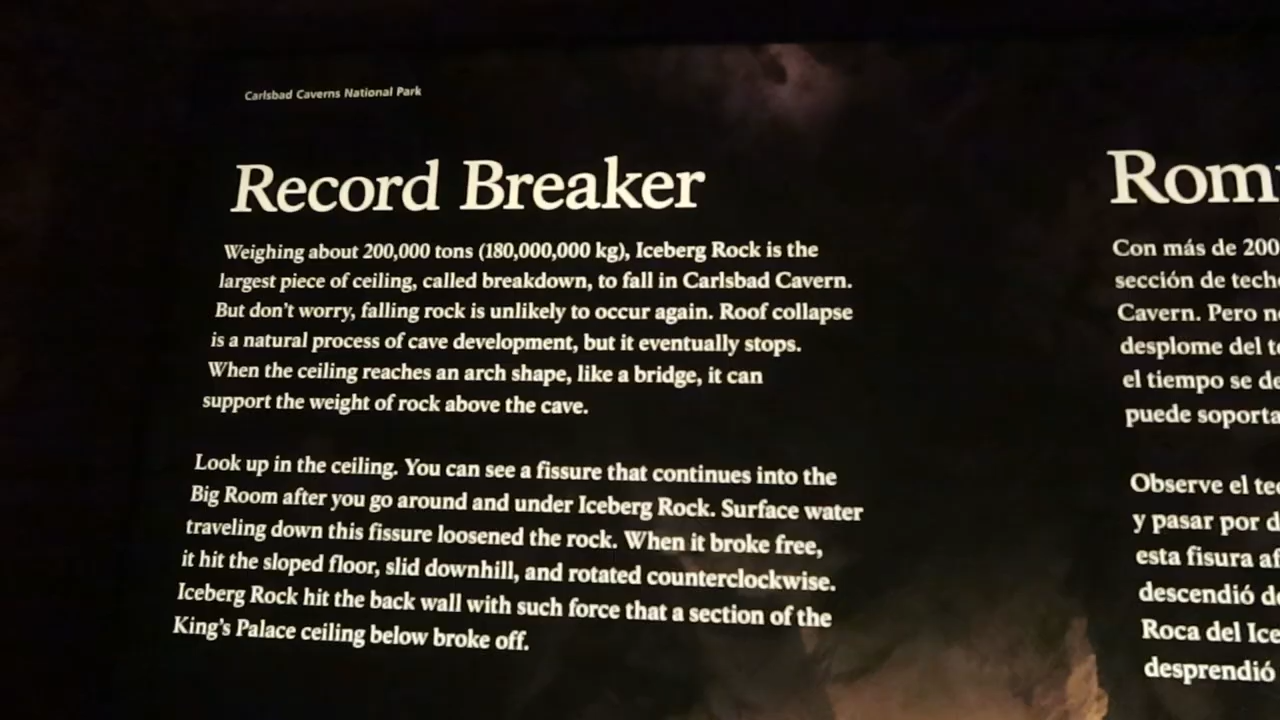 Carlsbad Caverns National Park
Record Breaker
Weighing about 200,000 tons (180,000,000 kg), Iceberg Rock is the
largest piece of ceiling, called breakdown, to fall in Carlsbad Cavern.
But don't worry, falling rock is unlikely to occur again. Roof collapse
is a natural process of cave development, but it eventually stops.
When the ceiling reaches an arch shape, like a bridge, it can
support the weight of rock above the cave.
Look up in the ceiling. You can see a fissure that continues into the
Big Room after you go around and under Iceberg Rock. Surface water
traveling down this fissure loosened the rock. When it broke free,
it hit the sloped floor, slid downhill, and rotated counterclockwise.
Iceberg Rock hit the back wall with such force that a section of the
King's Palace ceiling below broke off.
Con más de 200
sección de
Cavern. Pero
desplome del
el tiempo se
puede
Observe el
y pasar por
esta fisura
descendió
Roca del
desprendió